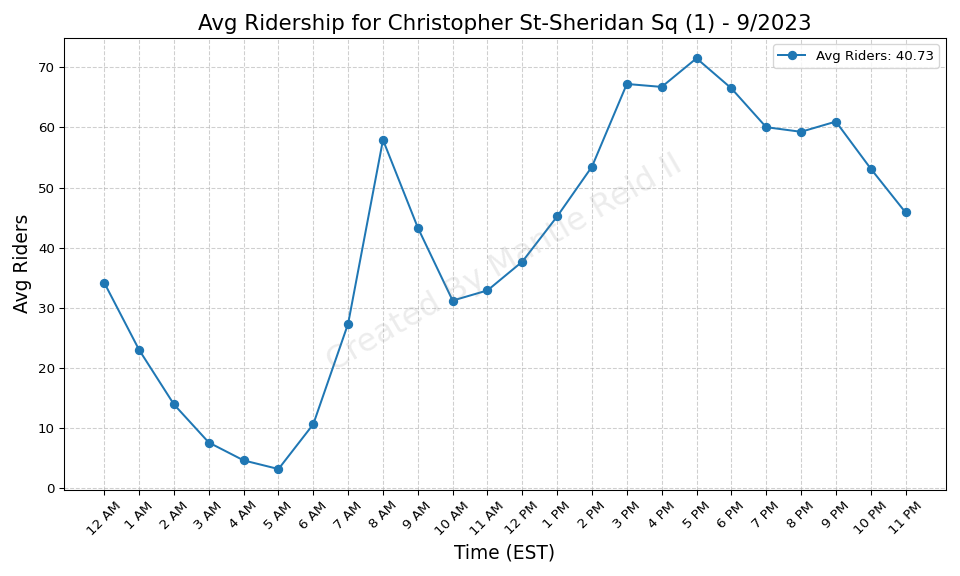 Avg Ridership for Christopher St-Sheridan Sq (1) - 9/2023
Avg Riders: 40.73
70
60
50
40
30
20
10
0
Avg Riders
Created By Mantle Reid II
12 AM
1 AM
2 AM
3 AM
4 AM
5 AM
6 AM
7 AM
8 AM
9 AM
10 AM
11 AM
12 PM
1 PM
2 PM
3 PM
4 PM
5 PM
6 PM
7 PM
8 PM
9 PM
10 PM
11 PM
Time (EST)